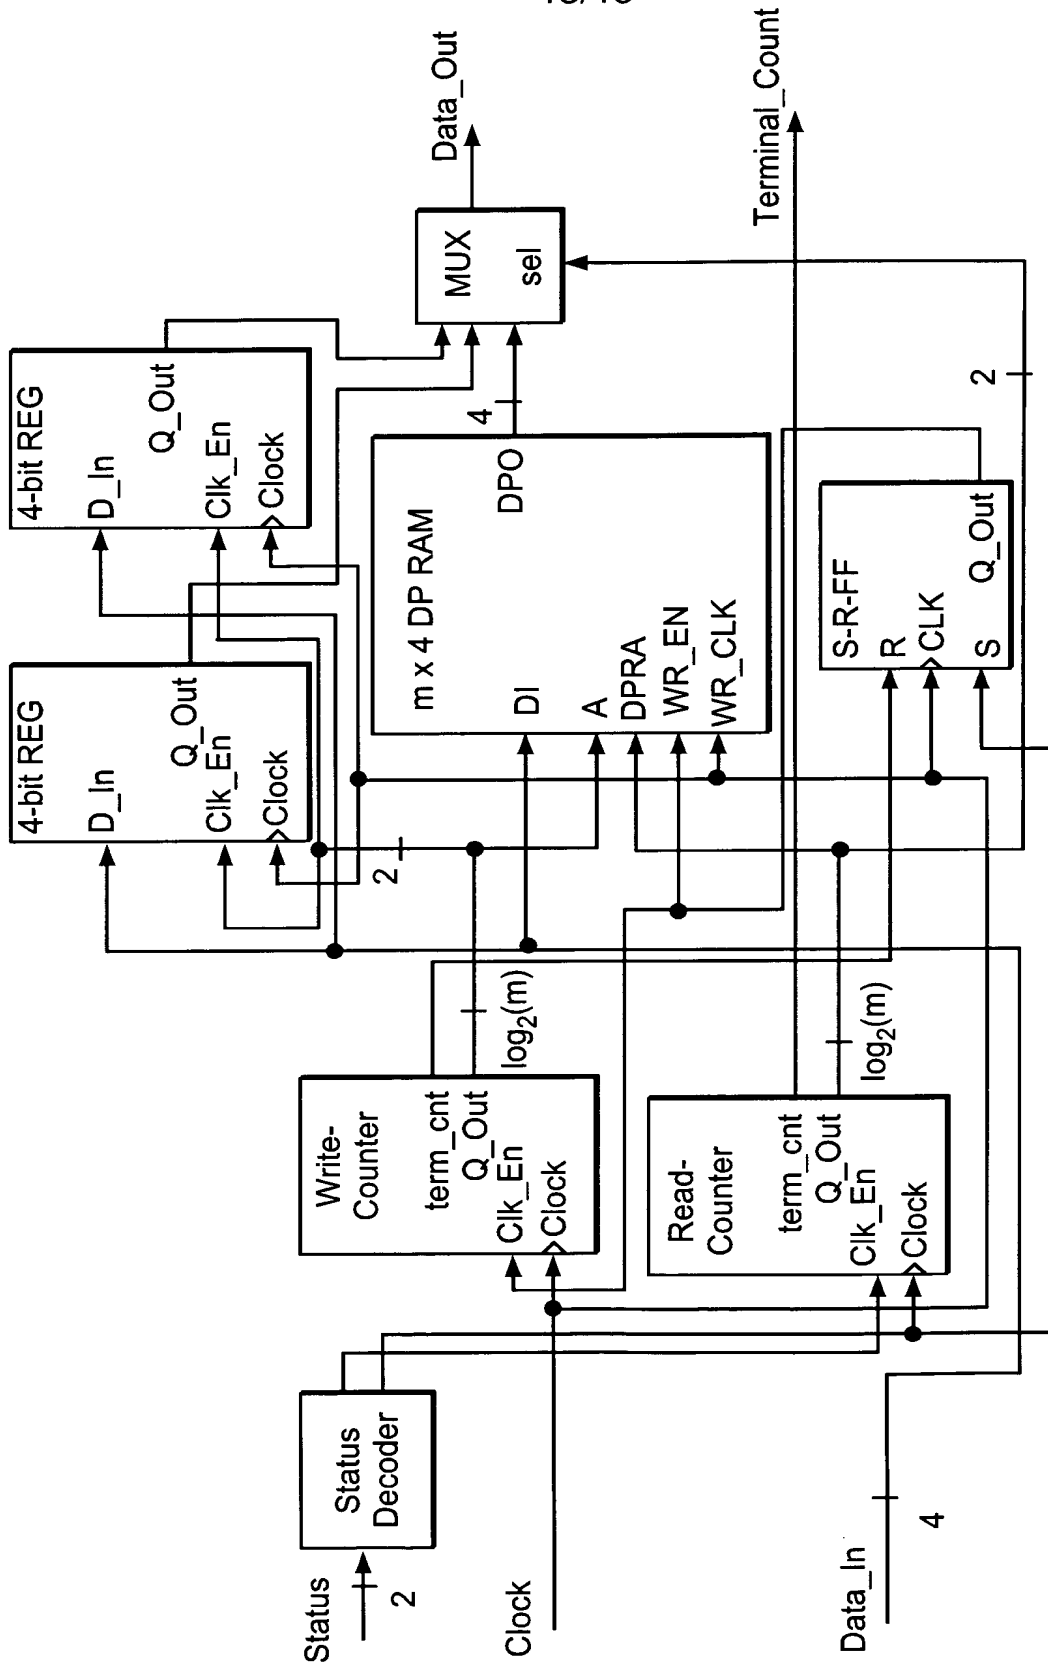 Status
2
Status
Decoder
Clock
Data_In
4
Write-
Counter
term_cnt
Q_Out
Clk_En
Clock
log2(m)
Read-
Counter
term_cnt
Q_Out
Clk_En
Clock
log2(m)
4-bit REG
D_In
Q_Out
Clk_En
Clock
2
4-bit REG
D_In
Q_Out
Clk_En
Clock
m x 4 DP RAM
DI
A
DPRA
WR_EN
WR_CLK
DPO
4
S-R-FF
R
CLK
S
Q_Out
2
MUX
sel
Data_Out
Terminal_Count